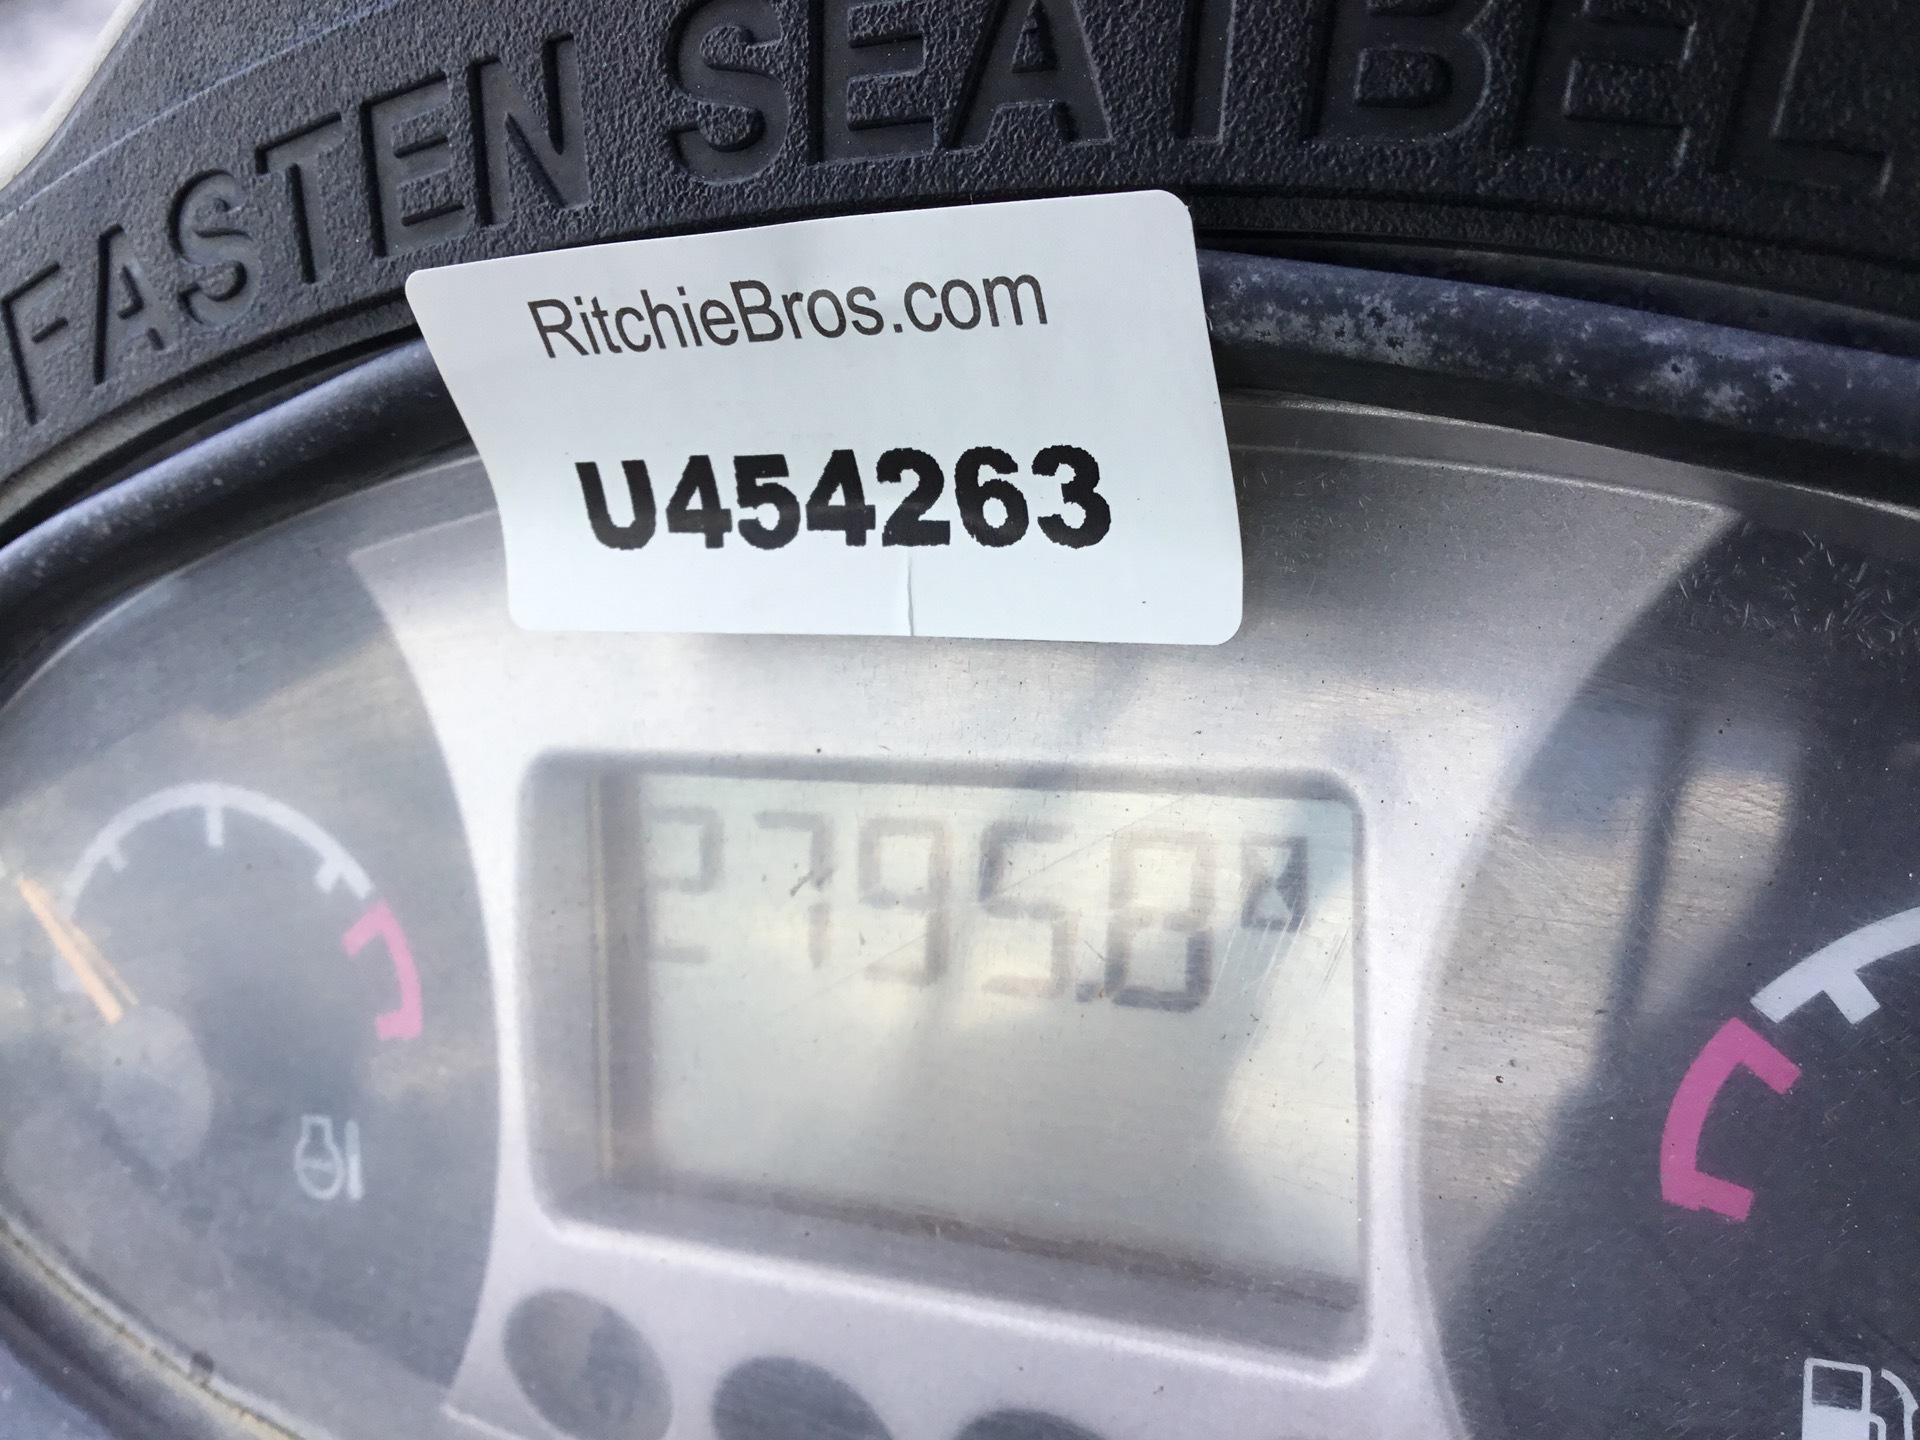 FASTEN SEATBEL
RitchieBros.com
U454263
2795.8